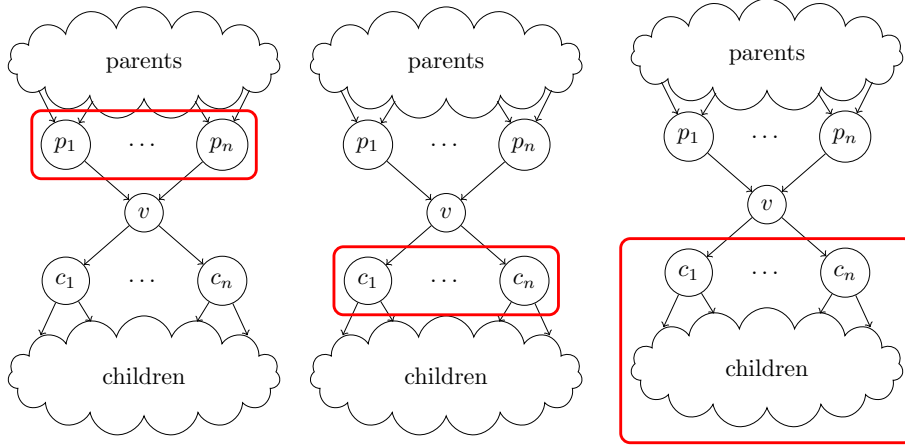 parents
p₁ ⋯ pₙ
v
c₁ ⋯ cₙ
children
parents
p₁ ⋯ pₙ
v
c₁ ⋯ cₙ
children
parents
p₁ ⋯ pₙ
v
c₁ ⋯ cₙ
children